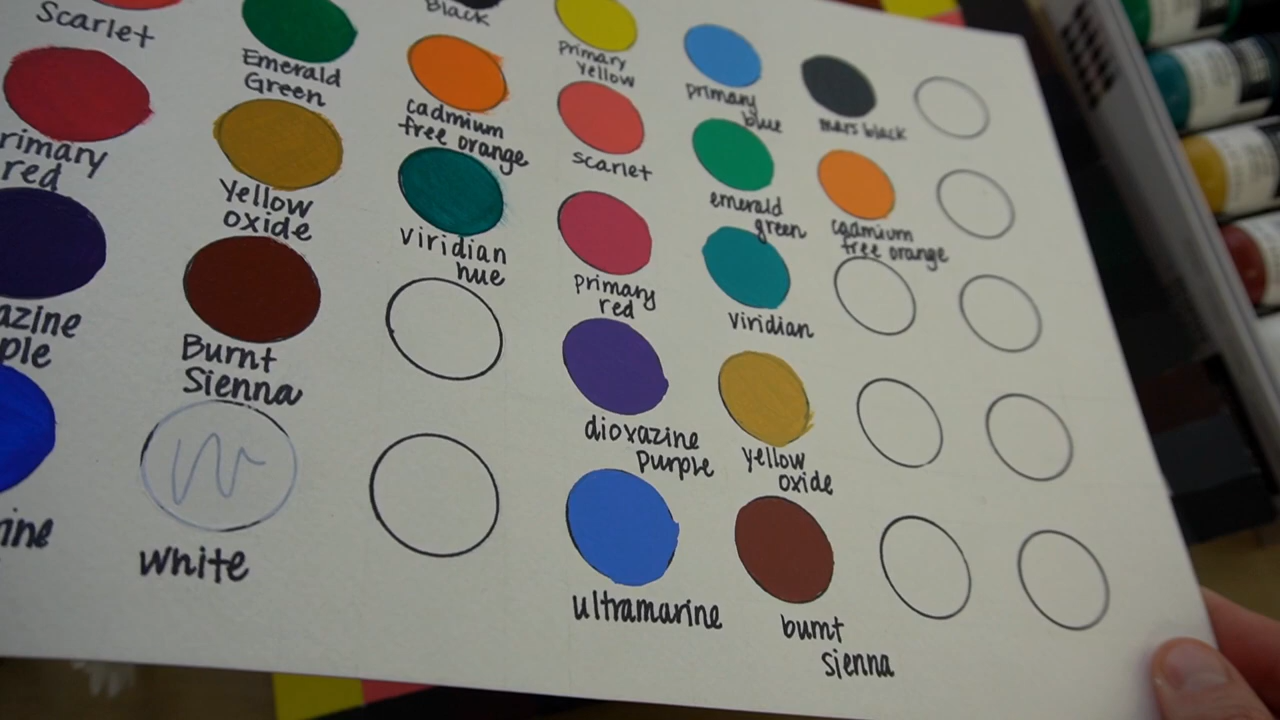 Scarlet
Emerald
Green
Black
Primary
Yellow
primary
blue
mars black
rimary
red
Yellow
oxide
cadmium
free orange
scarlet
emerald
green
cadmium
free orange
azine
ple
Burnt
Sienna
viridian
hue
primary
red
viridian
ine
White
dioxazine
purple
yellow
oxide
ultramarine
burnt
sienna